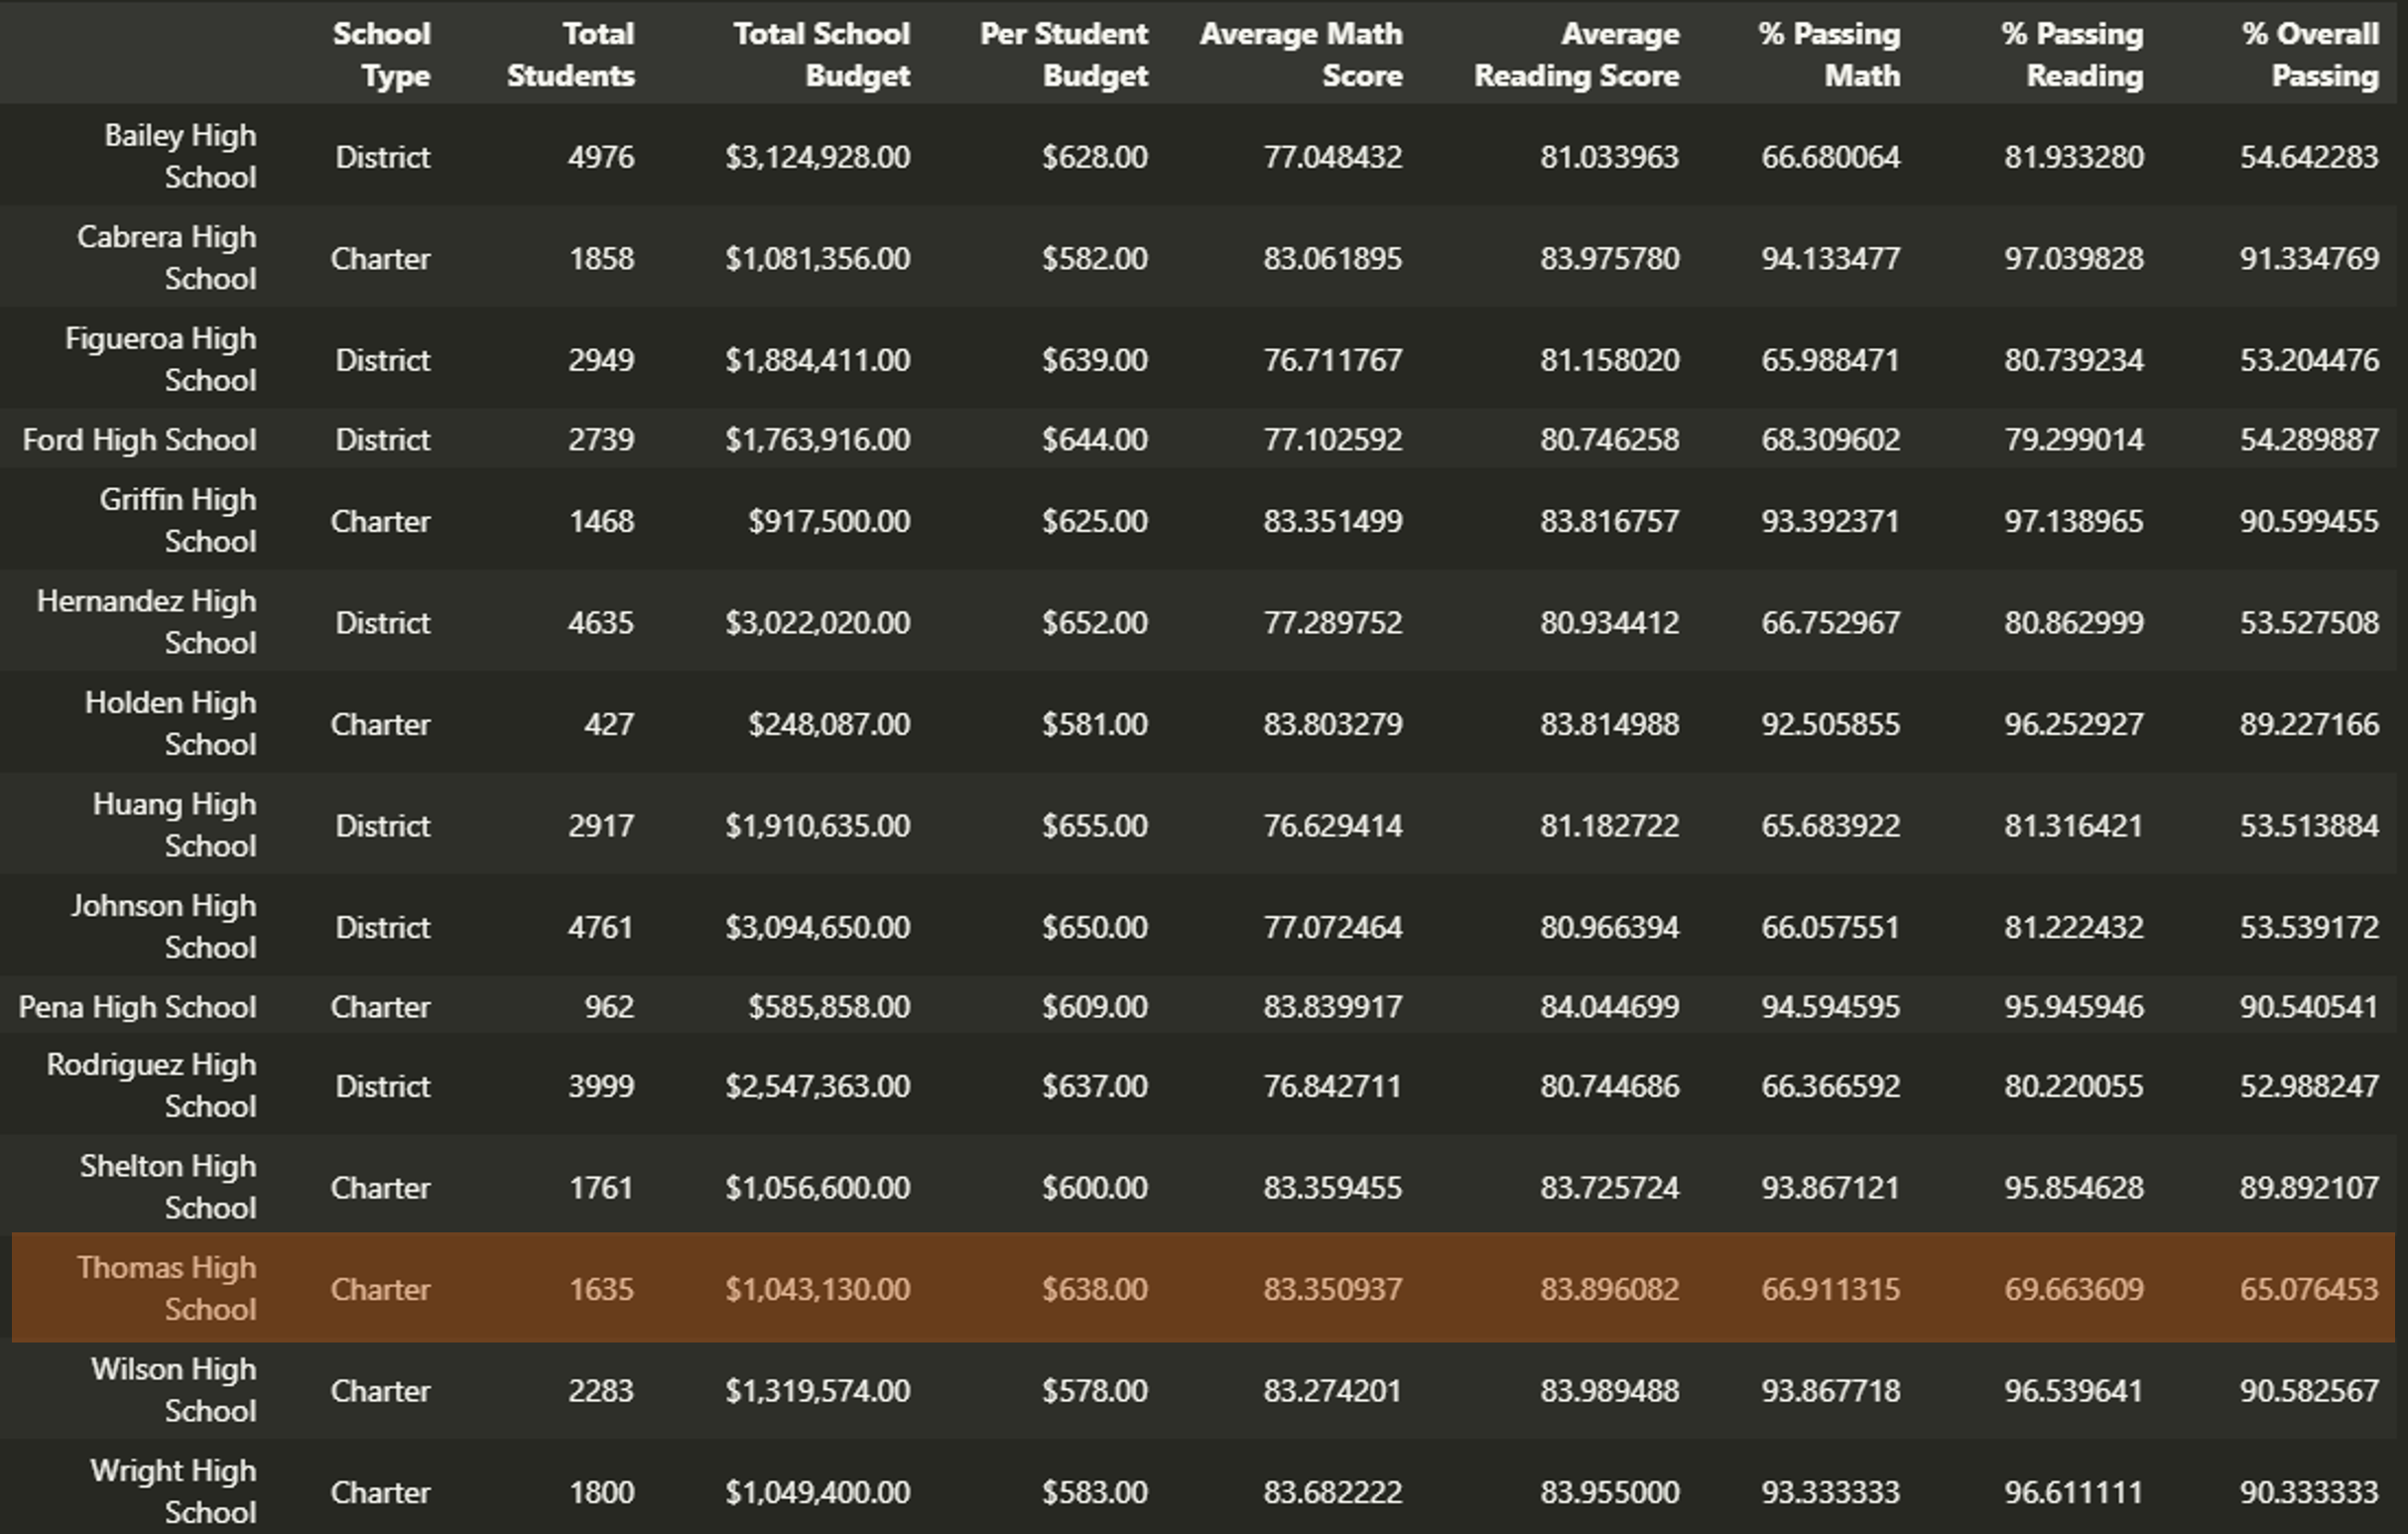 School Type Total Students Total School Budget Per Student Budget Average Math Score Average Reading Score % Passing Math % Passing Reading % Overall Passing
Bailey High School District 4976 $3,124,928.00 $628.00 77.048432 81.033963 66.680064 81.933280 54.642283
Cabrera High School Charter 1858 $1,081,356.00 $582.00 83.061895 83.975780 94.133477 97.039828 91.334769
Figueroa High School District 2949 $1,884,411.00 $639.00 76.711767 81.158020 65.988471 80.739234 53.204476
Ford High School District 2739 $1,763,916.00 $644.00 77.102592 80.746258 68.309602 79.299014 54.289887
Griffin High School Charter 1468 $917,500.00 $625.00 83.351499 83.816757 93.392371 97.138965 90.599455
Hernandez High School District 4635 $3,022,020.00 $652.00 77.289752 80.934412 66.752967 80.862999 53.527508
Holden High School Charter 427 $248,087.00 $581.00 83.803279 83.814988 92.505855 96.252927 89.227166
Huang High School District 2917 $1,910,635.00 $655.00 76.629414 81.182722 65.683922 81.316421 53.513884
Johnson High School District 4761 $3,094,650.00 $650.00 77.072464 80.966394 66.057551 81.222432 53.539172
Pena High School Charter 962 $585,858.00 $609.00 83.839917 84.044699 94.594595 95.945946 90.540541
Rodriguez High School District 3999 $2,547,363.00 $637.00 76.842711 80.744686 66.366592 80.220055 52.988247
Shelton High School Charter 1761 $1,056,600.00 $600.00 83.359455 83.725724 93.867121 95.854628 89.892107
Thomas High School Charter 1635 $1,043,130.00 $638.00 83.350937 83.896082 66.911315 69.663609 65.076453
Wilson High School Charter 2283 $1,319,574.00 $578.00 83.274201 83.989488 93.867718 96.539641 90.582567
Wright High School Charter 1800 $1,049,400.00 $583.00 83.682222 83.955000 93.333333 96.611111 90.333333